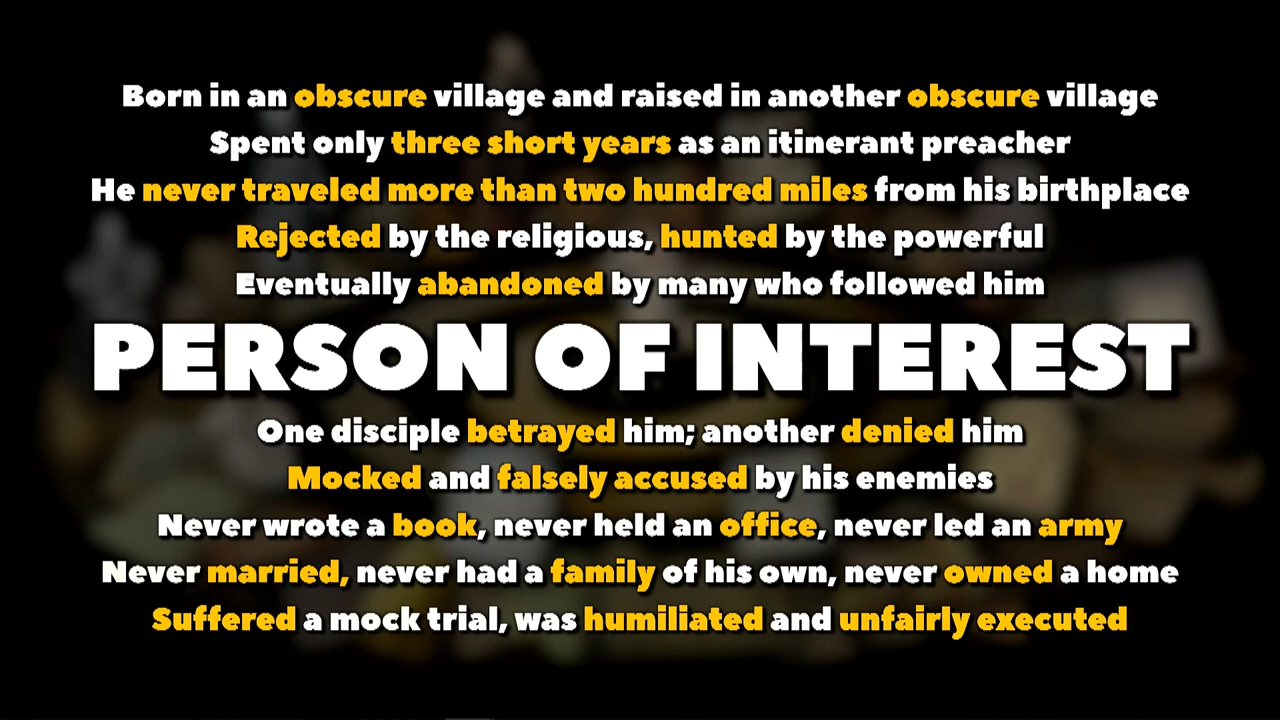 Born in an obscure village and raised in another obscure village
Spent only three short years as an itinerant preacher
He never traveled more than two hundred miles from his birthplace
Rejected by the religious, hunted by the powerful
Eventually abandoned by many who followed him
PERSON OF INTEREST
One disciple betrayed him; another denied him
Mocked and falsely accused by his enemies
Never wrote a book, never held an office, never led an army
Never married, never had a family of his own, never owned a home
Suffered a mock trial, was humiliated and unfairly executed